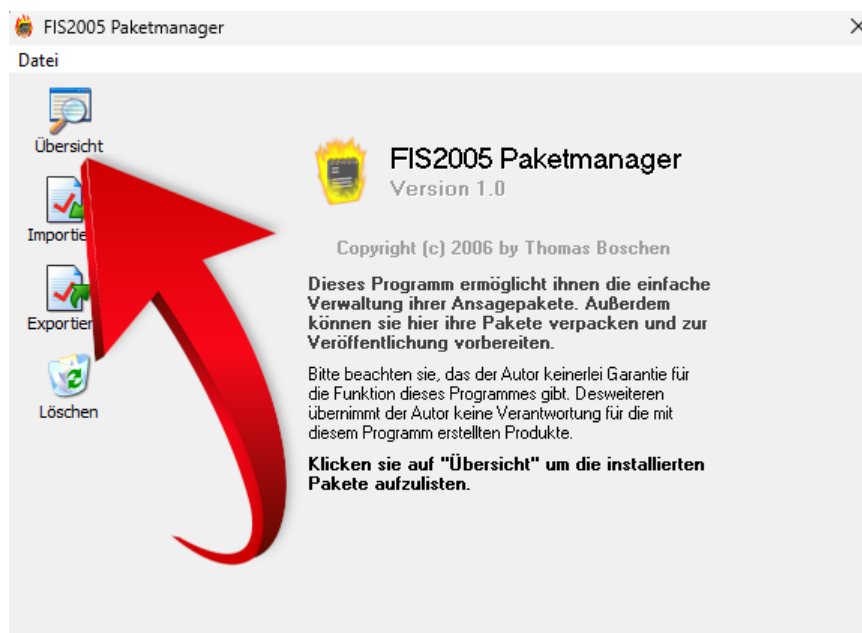 FIS2005 Paketmanager
Datei
Übersicht
Importie
Exportier
Löschen
FIS2005 Paketmanager
Version 1.0
Copyright (c) 2006 by Thomas Boschen
Dieses Programm ermöglicht ihnen die einfache
Verwaltung ihrer Ansagepakete. Außerdem
können sie hier ihre Pakete verpacken und zur
Veröffentlichung vorbereiten.
Bitte beachten sie, das der Autor keinerlei Garantie für
die Funktion dieses Programmes gibt. Desweiteren
übernimmt der Autor keine Verantwortung für die mit
diesem Programm erstellten Produkte.
Klicken sie auf "Übersicht" um die installierten
Pakete aufzulisten.